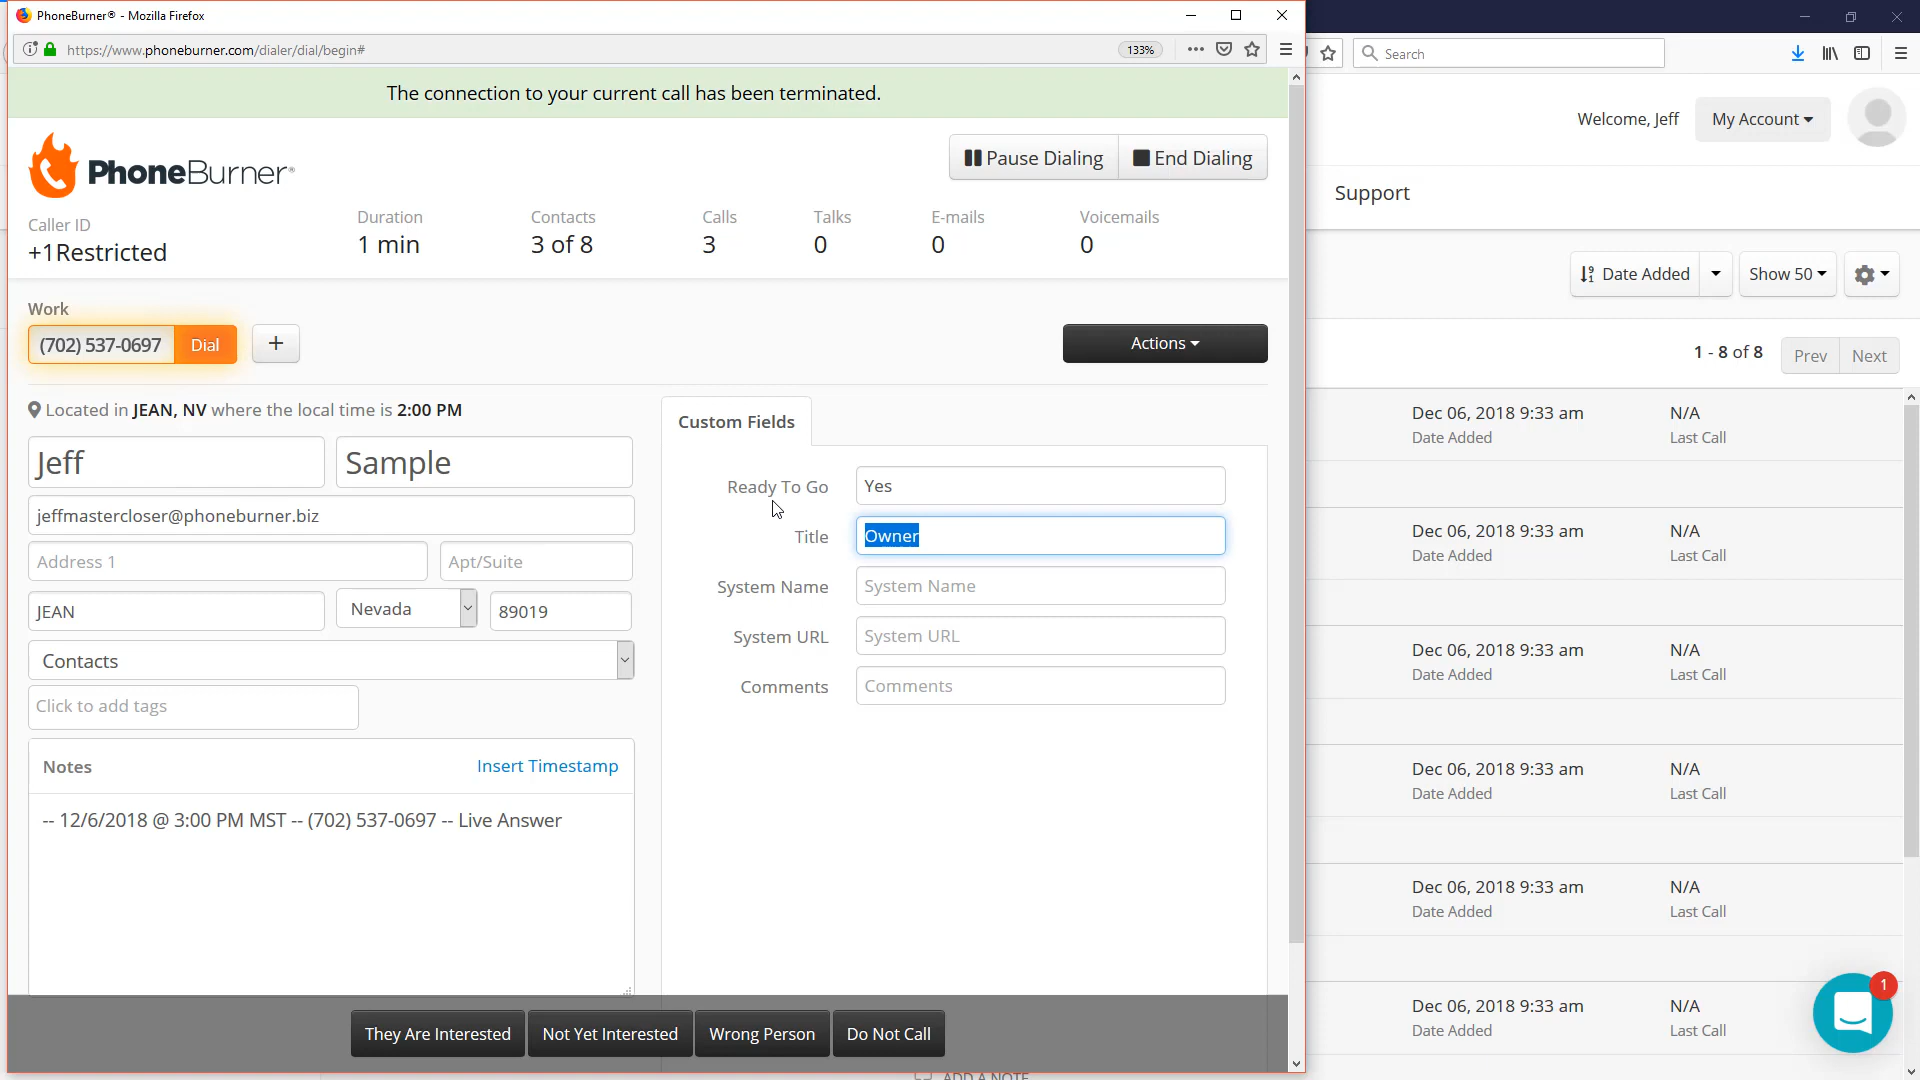 PhoneBurner® - Mozilla Firefox
https://www.phoneburner.com/dialer/dial/begin#
133%
Search
The connection to your current call has been terminated.
PhoneBurner®
Pause Dialing
End Dialing
Welcome, Jeff
My Account
Support
Caller ID
+1Restricted
Duration
1 min
Contacts
3 of 8
Calls
3
Talks
0
E-mails
0
Voicemails
0
Date Added
Show 50
1 - 8 of 8
Prev
Next
Work
(702) 537-0697
Dial
+
Actions
Located in JEAN, NV where the local time is 2:00 PM
Jeff
Sample
jeffmastercloser@phoneburner.biz
Address 1
Apt/Suite
JEAN
Nevada
89019
Contacts
Click to add tags
Notes
Insert Timestamp
-- 12/6/2018 @ 3:00 PM MST -- (702) 537-0697 -- Live Answer
Custom Fields
Ready To Go
Yes
Title
Owner
System Name
System Name
System URL
System URL
Comments
Comments
They Are Interested
Not Yet Interested
Wrong Person
Do Not Call
Dec 06, 2018 9:33 am
N/A
Date Added
Last Call
Dec 06, 2018 9:33 am
N/A
Date Added
Last Call
Dec 06, 2018 9:33 am
N/A
Date Added
Last Call
Dec 06, 2018 9:33 am
N/A
Date Added
Last Call
Dec 06, 2018 9:33 am
N/A
Date Added
Last Call
Dec 06, 2018 9:33 am
N/A
Date Added
Last Call
1
ADD A NOTE